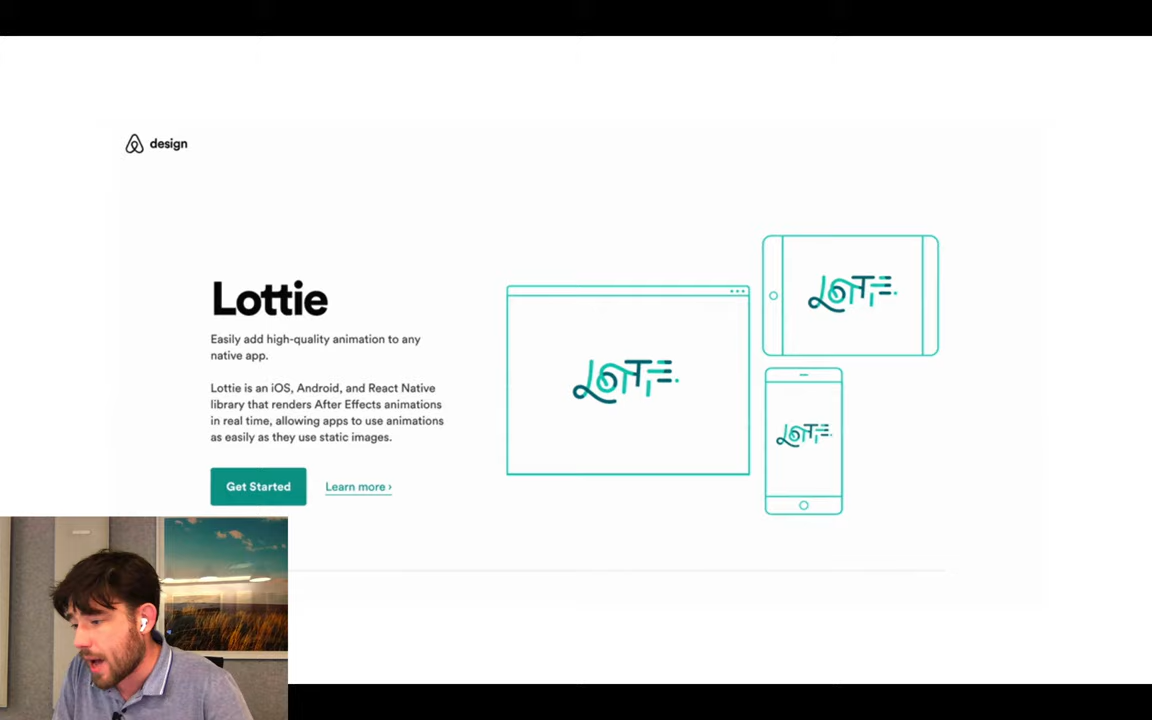 design
Lottie
Easily add high-quality animation to any
native app.
Lottie is an iOS, Android, and React Native
library that renders After Effects animations
in real time, allowing apps to use animations
as easily as they use static images.
Get Started
Learn more ›
LOTTIE.
LOTTIE.
LOTTIE.